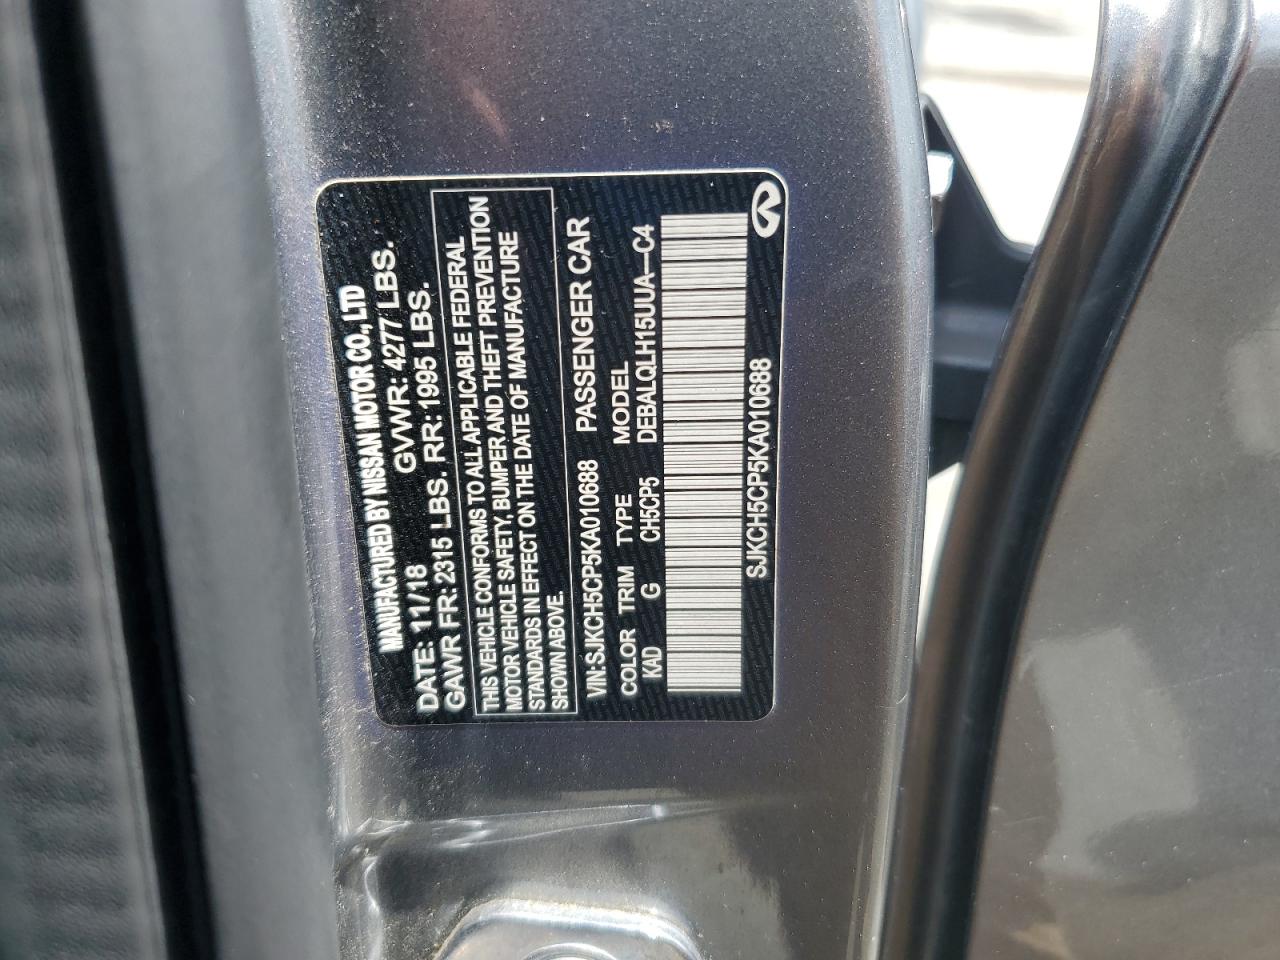 MANUFACTURED BY NISSAN MOTOR CO., LTD
DATE: 11/18 GVWR: 4277 LBS.
GAWR FR: 2315 LBS. RR: 1995 LBS.
THIS VEHICLE CONFORMS TO ALL APPLICABLE FEDERAL
MOTOR VEHICLE SAFETY, BUMPER AND THEFT PREVENTION
STANDARDS IN EFFECT ON THE DATE OF MANUFACTURE
SHOWN ABOVE.
VIN: SJKCH5CP5KA010688 PASSENGER CAR
COLOR TRIM TYPE MODEL
KAD G CH5CP5 DEBALQLH15UUA--C4
SJKCH5CP5KA010688